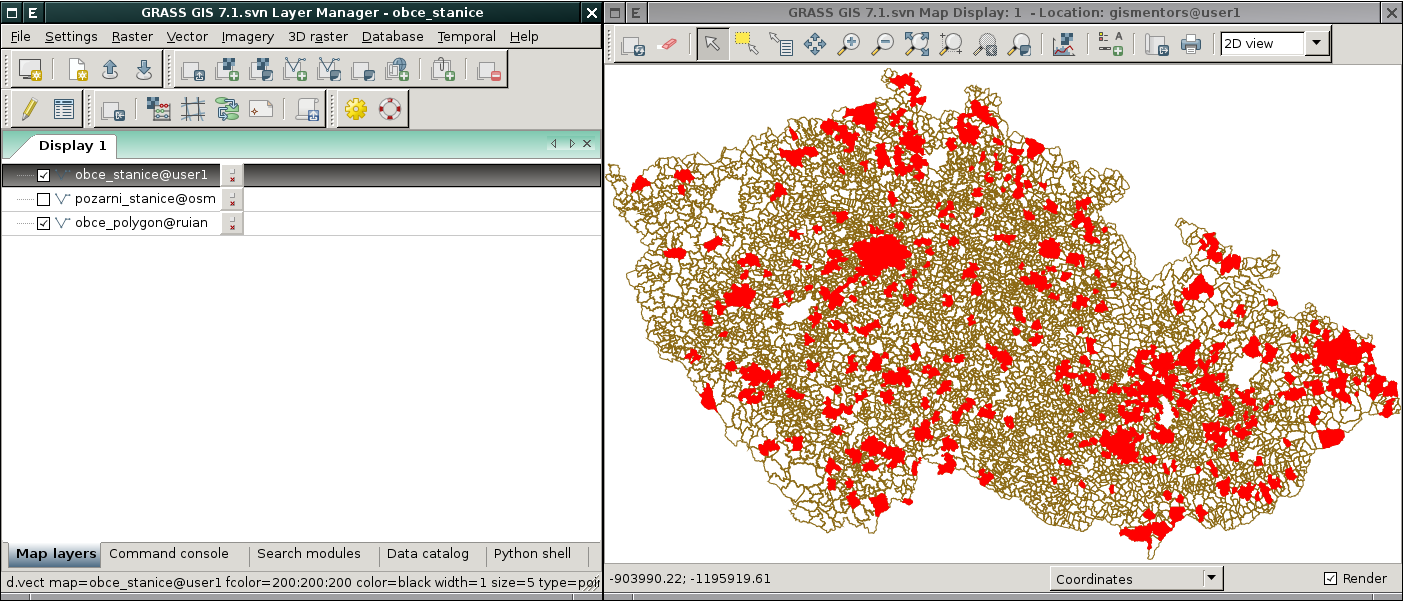 E GRASS GIS 7.1.svn Layer Manager - obce_stanice
File Settings Raster Vector Imagery 3D raster Database Temporal Help
Display 1
obce_stanice@user1
pozarni_stanice@osm
obce_polygon@ruian
Map layers Command console Search modules Data catalog Python shell
d.vect map=obce_stanice@user1 fcolor=200:200:200 color=black width=1 size=5 type=poir
E GRASS GIS 7.1.svn Map Display: 1 - Location: gismentors@user1
A
2D view
-903990.22; -1195919.61
Coordinates
Render